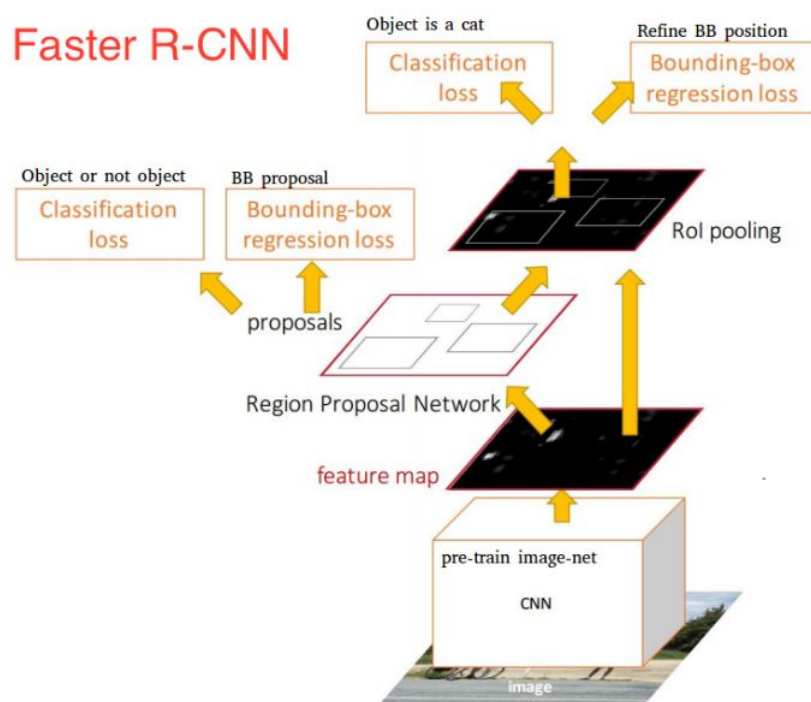 Faster R-CNN
Object is a cat
Refine BB position
Classification
loss
Bounding-box
regression loss
Object or not object
BB proposal
Classification
loss
Bounding-box
regression loss
RoI pooling
proposals
Region Proposal Network
feature map
pre-train image-net
CNN
image